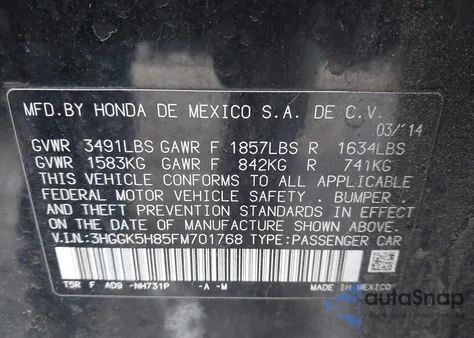 MFD.BY HONDA DE MEXICO S.A. DE C.V.
03/'14
GVWR 3491LBS GAWR F 1857LBS R 1634LBS
GVWR 1583KG GAWR F 842KG R 741KG
THIS VEHICLE CONFORMS TO ALL APPLICABLE
FEDERAL MOTOR VEHICLE SAFETY . BUMPER .
AND THEFT PREVENTION STANDARDS IN EFFECT
ON THE DATE OF MANUFACTURE SHOWN ABOVE.
V.I.N.:3HGGK5H85FM701768 TYPE:PASSENGER CAR
T5R F AD9 -NH731P -A -M
MADE IN MEXICO
autoSnap